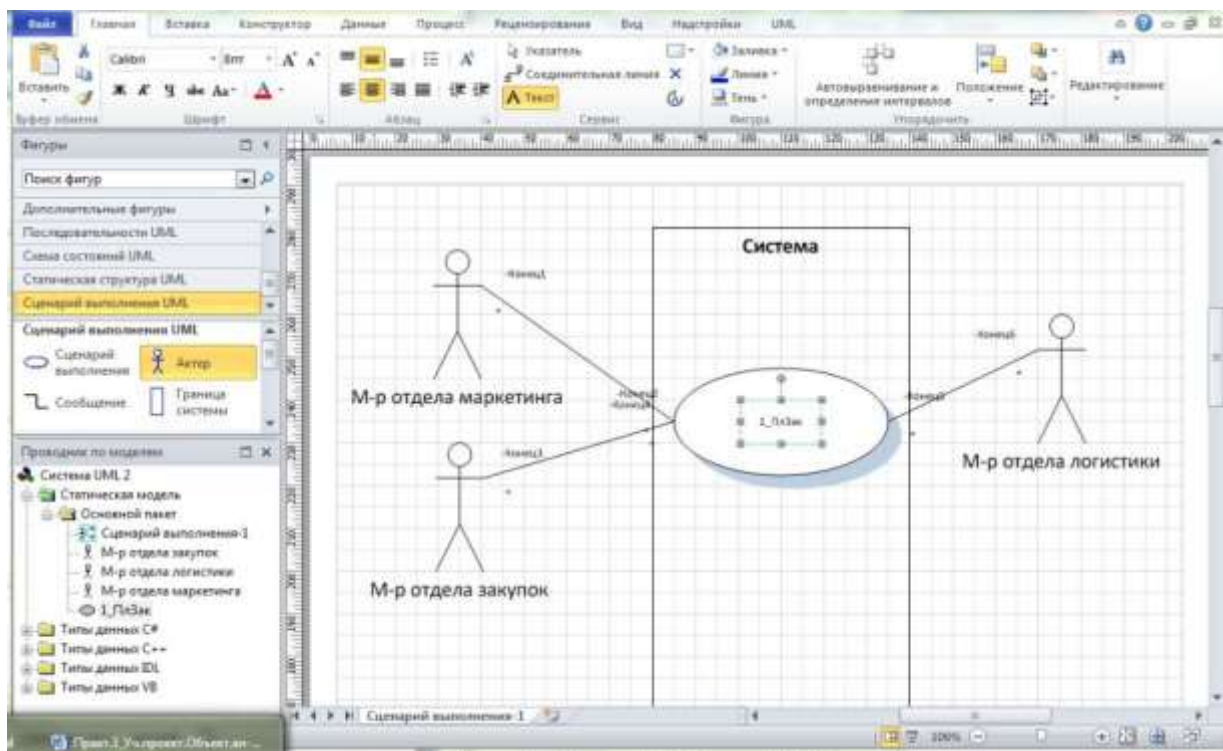 Файл Главная Вставка Конструктор Данные Процесс Рецензирование Вид Надстройки UML
Calibri 8пт
Вставить
Ж К Ч abc Aa A
Указатель
Соединительная линия
Текст
Заливка
Линия
Тень
Автовыравнивание и определение интервалов
Положение
Редактирование
Буфер обмена Шрифт Абзац Сервис Фигура Упорядочить
Фигуры
Поиск фигур
Дополнительные фигуры
Последовательности UML
Схема состояний UML
Статическая структура UML
Сценарий выполнения UML
Сценарий выполнения UML
Сценарий выполнения
Актер
Сообщение
Граница системы
Проводник по моделям
Система UML 2
Статическая модель
Основной пакет
Сценарий выполнения-1
М-р отдела закупок
М-р отдела логистики
М-р отдела маркетинга
1_ПлЗак
Типы данных C#
Типы данных C++
Типы данных IDL
Типы данных VB
Система
-Конец1
М-р отдела маркетинга
1_ПлЗак
М-р отдела логистики
М-р отдела закупок
Сценарий выполнения-1
100%